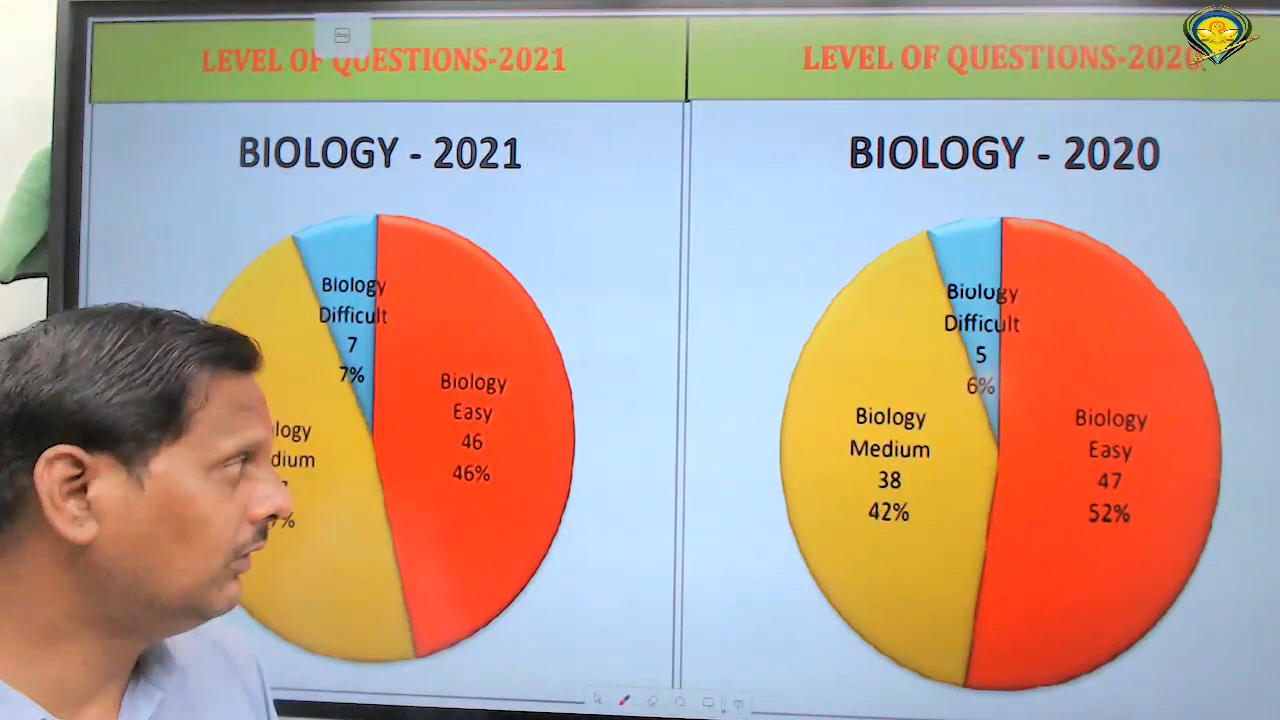 LEVEL OF QUESTIONS-2021
BIOLOGY - 2021
Biology
Difficult
7
7%
Biology
Easy
46
46%
LEVEL OF QUESTIONS-2020
BIOLOGY - 2020
Biology
Difficult
5
6%
Biology
Medium
38
42%
Biology
Easy
47
52%